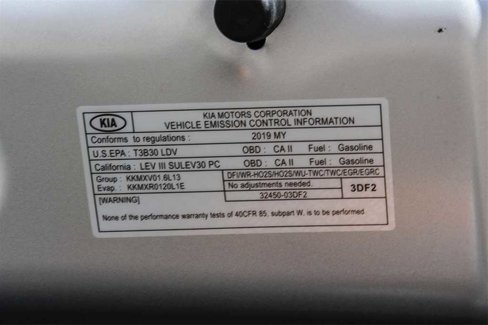 KIA
KIA MOTORS CORPORATION
VEHICLE EMISSION CONTROL INFORMATION
Conforms to regulations : 2019 MY
U.S.EPA : T3B30 LDV OBD : CA II Fuel : Gasoline
California : LEV III SULEV30 PC OBD : CA II Fuel : Gasoline
Group : KKMXV01.6L13 DFI/WR-HO2S/HO2S/WU-TWC/TWC/EGR/EGRC
Evap. : KKMXR0120L1E No adjustments needed. 3DF2
[WARNING] 32450-03DF2
None of the performance warranty tests of 40CFR 85, subpart W, is to be used.